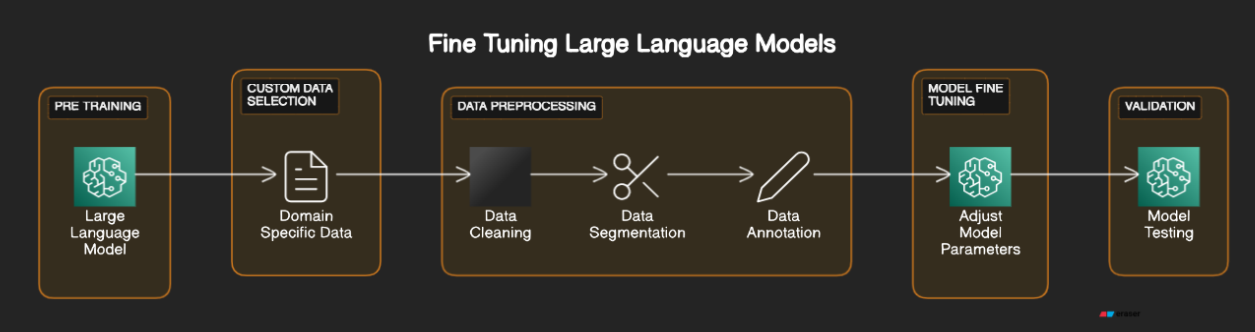 Fine Tuning Large Language Models
PRE TRAINING
Large
Language
Model
CUSTOM DATA
SELECTION
Domain
Specific Data
DATA PREPROCESSING
Data
Cleaning
Data
Segmentation
Data
Annotation
MODEL FINE
TUNING
Adjust
Model
Parameters
VALIDATION
Model
Testing
eraser